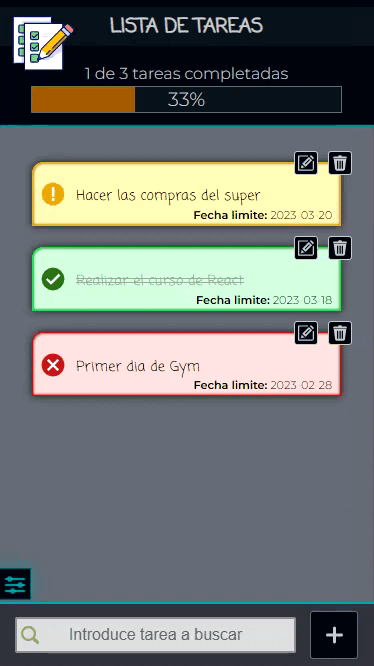 LISTA DE TAREAS
1 de 3 tareas completadas
33%
Hacer las compras del super
Fecha limite: 2023-03-20
Realizar el curso de React
Fecha limite: 2023-03-18
Primer dia de Gym
Fecha limite: 2023-02-28
Introduce tarea a buscar